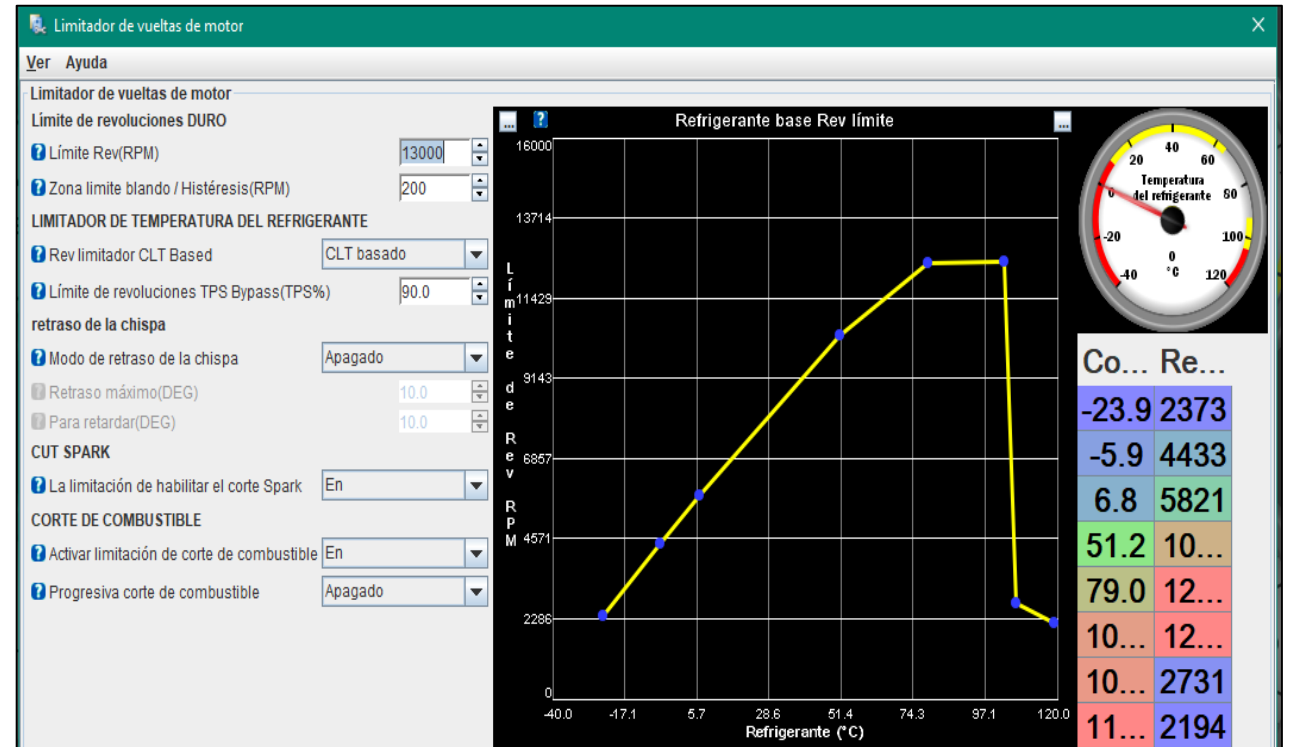 Limitador de vueltas de motor
Ver Ayuda
Limitador de vueltas de motor
Límite de revoluciones DURO
Límite Rev(RPM) 13000
Zona limite blando / Histéresis(RPM) 200
LIMITADOR DE TEMPERATURA DEL REFRIGERANTE
Rev limitador CLT Based CLT basado
Límite de revoluciones TPS Bypass(TPS%) 90.0
retraso de la chispa
Modo de retraso de la chispa Apagado
Retraso máximo(DEG) 10.0
Para retardar(DEG) 10.0
CUT SPARK
La limitación de habilitar el corte Spark En
CORTE DE COMBUSTIBLE
Activar limitación de corte de combustible En
Progresiva corte de combustible Apagado
... ? Refrigerante base Rev límite ...
Límite de Rev RPM
16000
13714
11429
9143
6857
4571
2286
0
-40.0 -17.1 5.7 28.6 51.4 74.3 97.1 120.0
Refrigerante (°C)
-40 -20 0 20 40 60 80 100 120
Temperatura
del refrigerante
0
°C
Co... Re...
-23.9 2373
-5.9 4433
6.8 5821
51.2 10...
79.0 12...
10... 12...
10... 2731
11... 2194